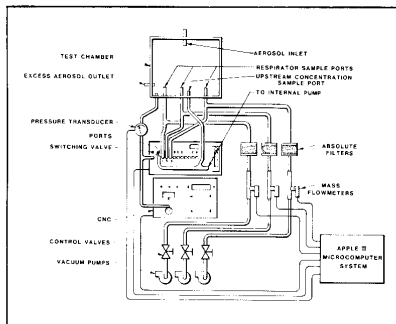 TEST CHAMBER
EXCESS AEROSOL OUTLET
PRESSURE TRANSDUCER
PORTS
SWITCHING VALVE
CNC
CONTROL VALVES
VACUUM PUMPS
AEROSOL INLET
RESPIRATOR SAMPLE PORTS
UPSTREAM CONCENTRATION
SAMPLE PORT
TO INTERNAL PUMP
ABSOLUTE
FILTERS
MASS
FLOWMETERS
APPLE II
MICROCOMPUTER
SYSTEM